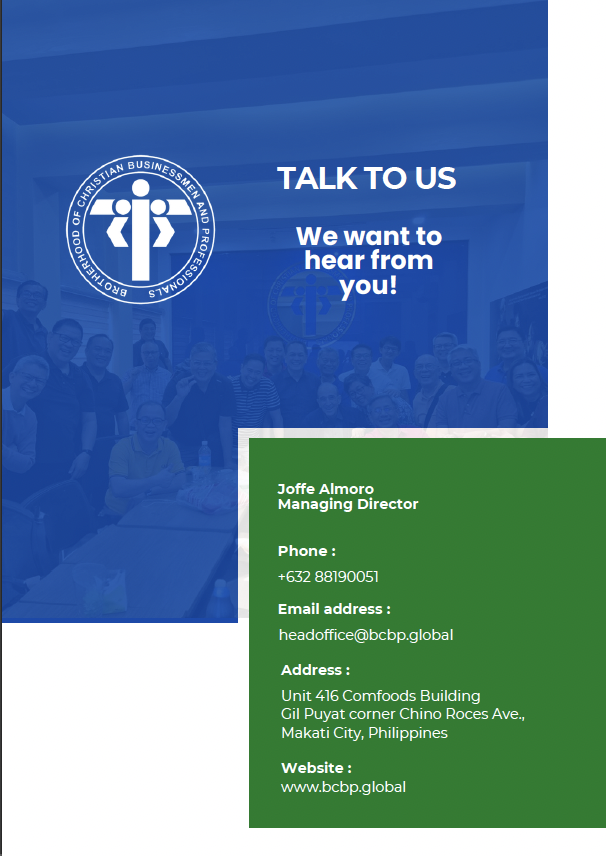 BROTHERHOOD OF CHRISTIAN BUSINESSMEN AND PROFESSIONALS
TALK TO US
We want to
hear from
you!
Joffe Almoro
Managing Director
Phone :
+632 88190051
Email address :
headoffice@bcbp.global
Address :
Unit 416 Comfoods Building
Gil Puyat corner Chino Roces Ave.,
Makati City, Philippines
Website :
www.bcbp.global